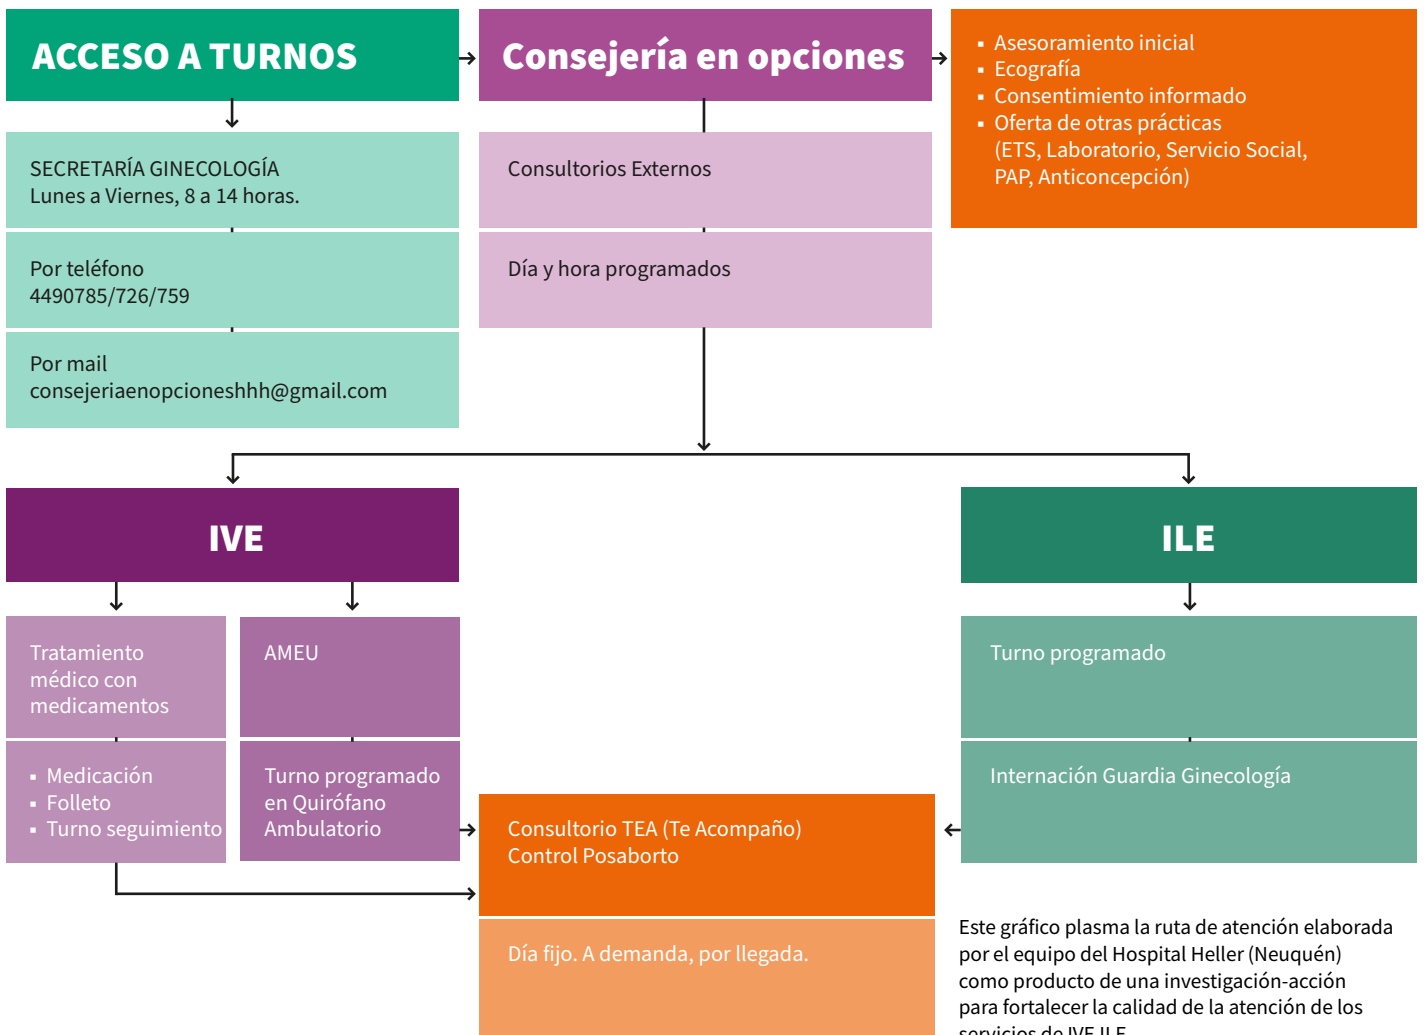 ACCESO A TURNOS
SECRETARÍA GINECOLOGÍA
Lunes a Viernes, 8 a 14 horas.
Por teléfono
4490785/726/759
Por mail
consejeriaenopcioneshhh@gmail.com
Consejería en opciones
Consultorios Externos
Día y hora programados
▪ Asesoramiento inicial
▪ Ecografía
▪ Consentimiento informado
▪ Oferta de otras prácticas
(ETS, Laboratorio, Servicio Social,
PAP, Anticoncepción)
IVE
Tratamiento
médico con
medicamentos
▪ Medicación
▪ Folleto
▪ Turno seguimiento
AMEU
Turno programado
en Quirófano
Ambulatorio
ILE
Turno programado
Internación Guardia Ginecología
Consultorio TEA (Te Acompaño)
Control Posaborto
Día fijo. A demanda, por llegada.
Este gráfico plasma la ruta de atención elaborada
por el equipo del Hospital Heller (Neuquén)
como producto de una investigación-acción
para fortalecer la calidad de la atención de los
servicios de IVE ILE